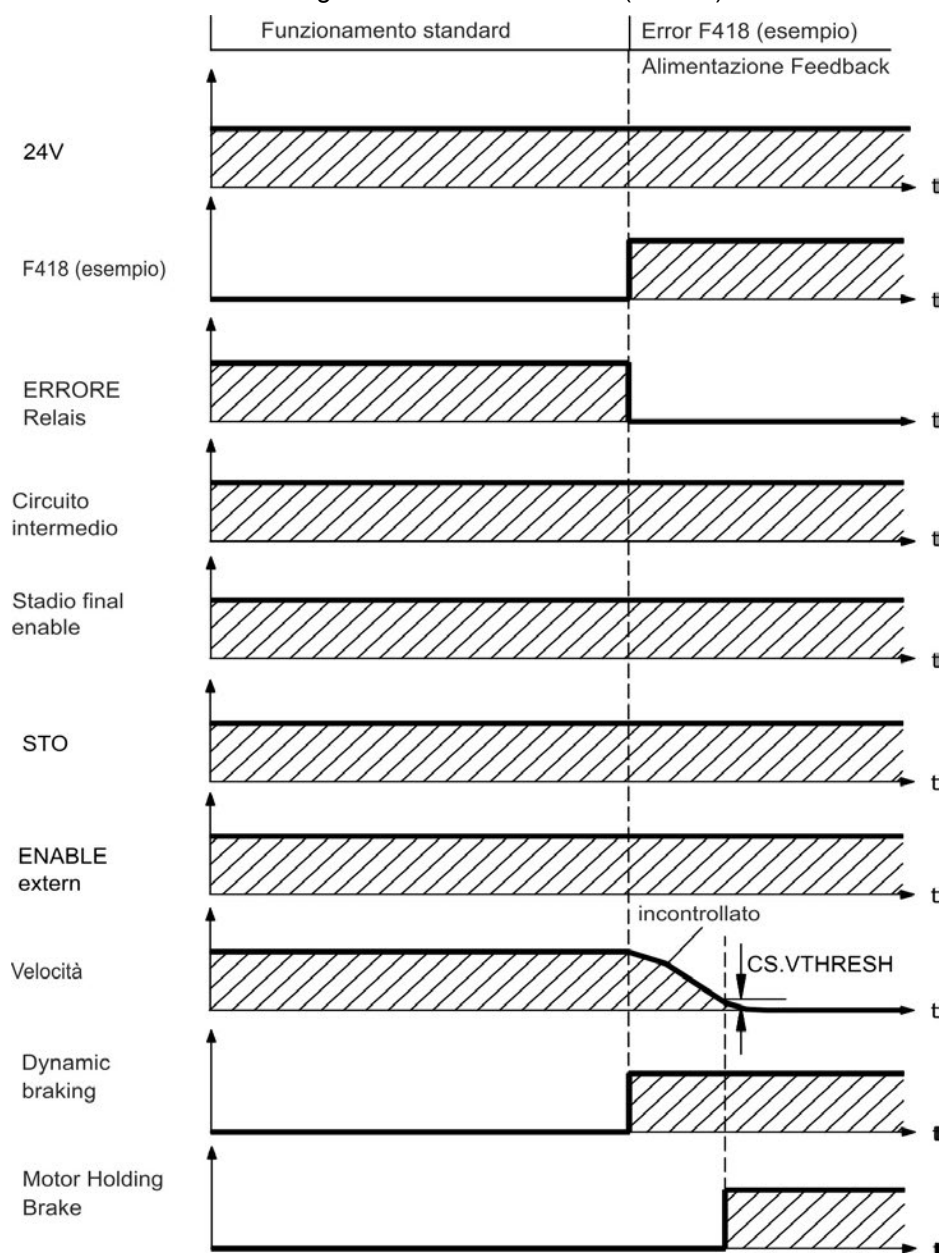 Funzionamento standard
Error F418 (esempio)
Alimentazione Feedback
24V
t
F418 (esempio)
t
ERRORE
Relais
t
Circuito
intermedio
t
Stadio final
enable
t
STO
t
ENABLE
extern
t
incontrollato
Velocità
CS.VTHRESH
t
Dynamic
braking
t
Motor Holding
Brake
t